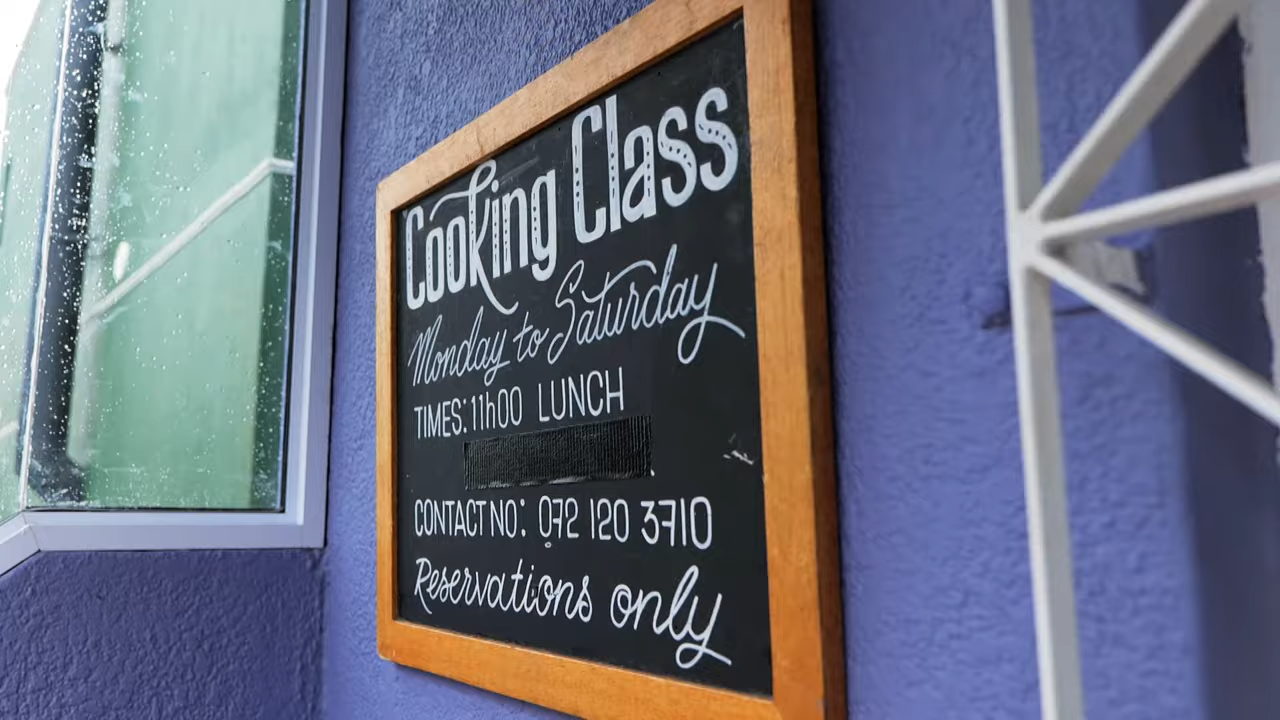 Cooking Class
Monday to Saturday
TIMES: 11h00 LUNCH
CONTACT NO: 072 120 3710
Reservations only